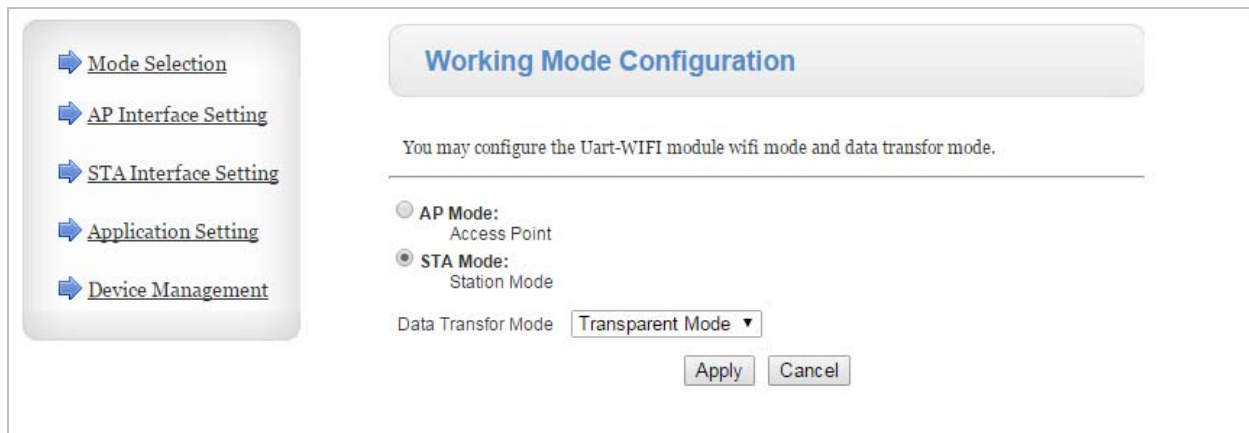 Mode Selection
AP Interface Setting
STA Interface Setting
Application Setting
Device Management
Working Mode Configuration
You may configure the Uart-WIFI module wifi mode and data transfor mode.
AP Mode:
Access Point
STA Mode:
Station Mode
Data Transfor Mode Transparent Mode
Apply Cancel